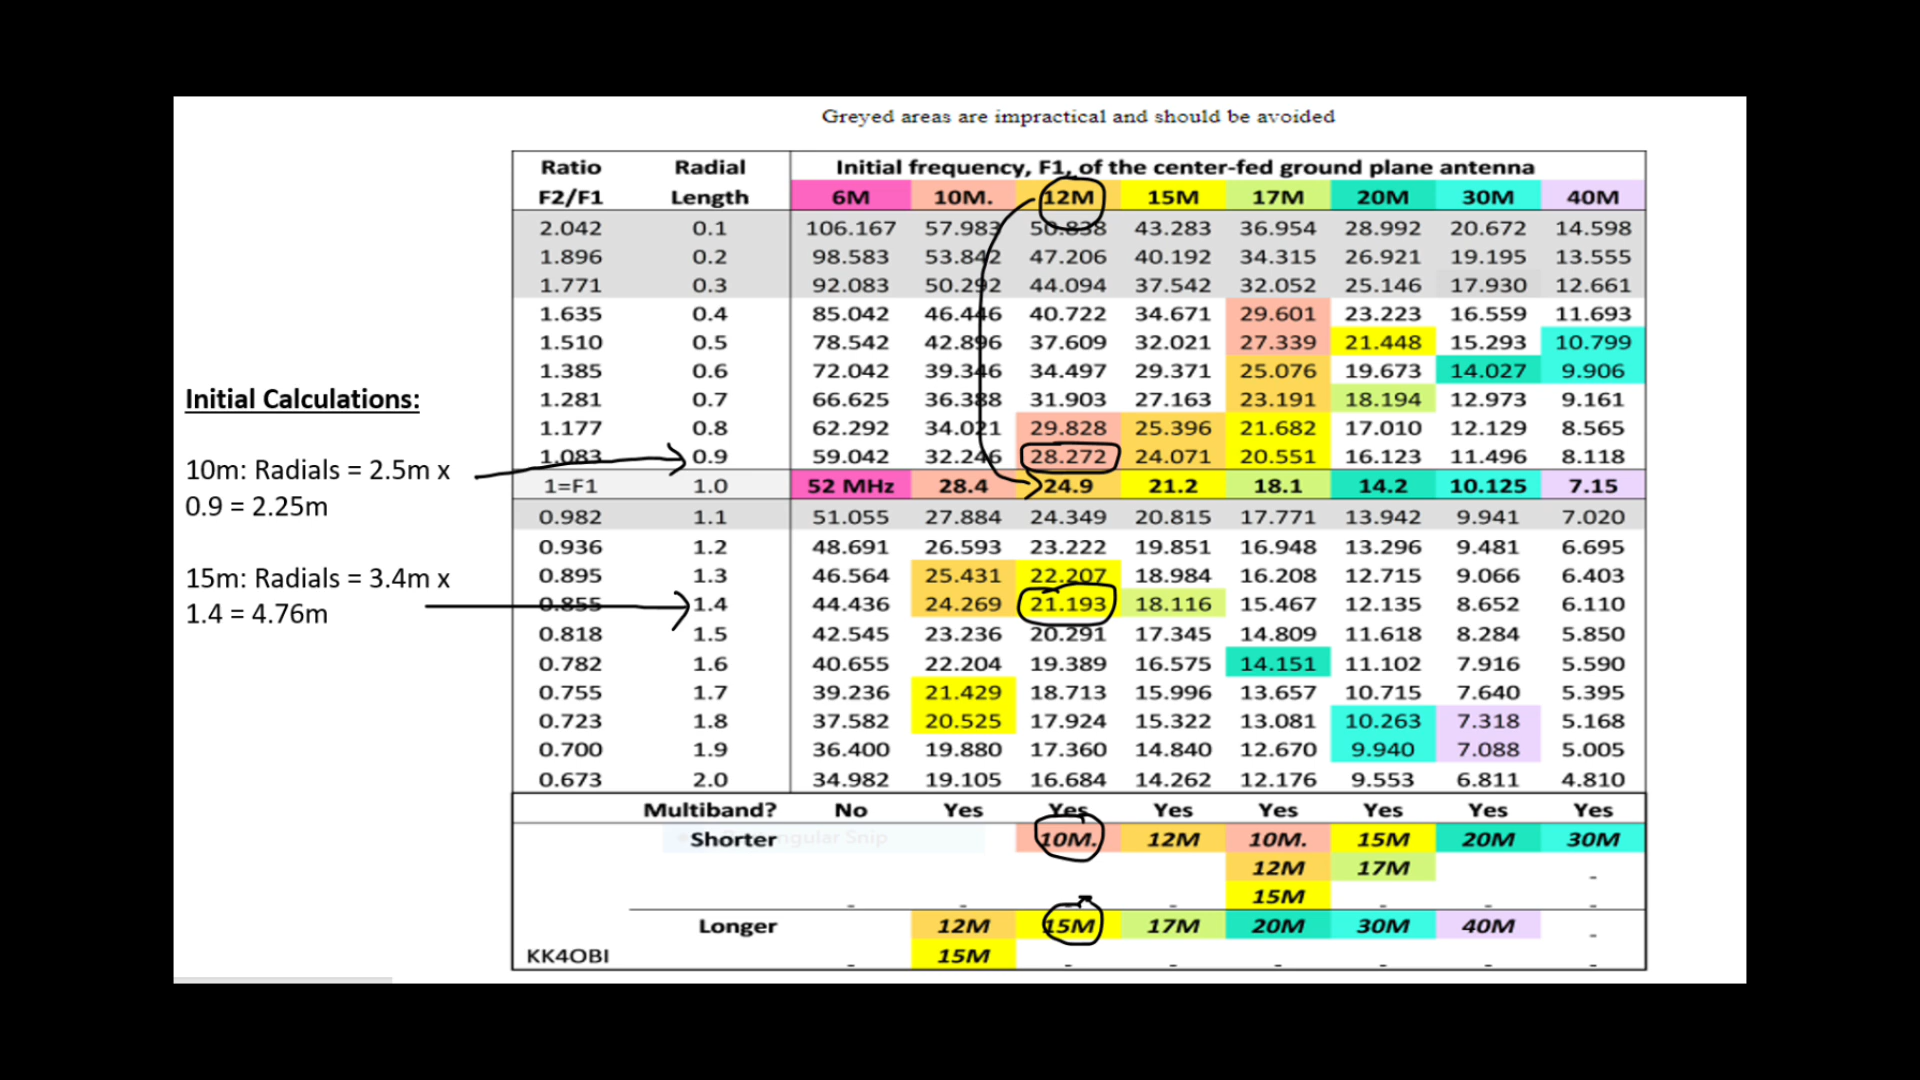 Greyed areas are impractical and should be avoided
Ratio Radial Initial frequency, F1, of the center-fed ground plane antenna
F2/F1 Length 6M 10M. 12M 15M 17M 20M 30M 40M
2.042 0.1 106.167 57.983 50.838 43.283 36.954 28.992 20.672 14.598
1.896 0.2 98.583 53.842 47.206 40.192 34.315 26.921 19.195 13.555
1.771 0.3 92.083 50.292 44.094 37.542 32.052 25.146 17.930 12.661
1.635 0.4 85.042 46.446 40.722 34.671 29.601 23.223 16.559 11.693
1.510 0.5 78.542 42.896 37.609 32.021 27.339 21.448 15.293 10.799
1.385 0.6 72.042 39.346 34.497 29.371 25.076 19.673 14.027 9.906
1.281 0.7 66.625 36.388 31.903 27.163 23.191 18.194 12.973 9.161
1.177 0.8 62.292 34.021 29.828 25.396 21.682 17.010 12.129 8.565
1.083 0.9 59.042 32.246 28.272 24.071 20.551 16.123 11.496 8.118
1=F1 1.0 52 MHz 28.4 24.9 21.2 18.1 14.2 10.125 7.15
0.982 1.1 51.055 27.884 24.349 20.815 17.771 13.942 9.941 7.020
0.936 1.2 48.691 26.593 23.222 19.851 16.948 13.296 9.481 6.695
0.895 1.3 46.564 25.431 22.207 18.984 16.208 12.715 9.066 6.403
0.855 1.4 44.436 24.269 21.193 18.116 15.467 12.135 8.652 6.110
0.818 1.5 42.545 23.236 20.291 17.345 14.809 11.618 8.284 5.850
0.782 1.6 40.655 22.204 19.389 16.575 14.151 11.102 7.916 5.590
0.755 1.7 39.236 21.429 18.713 15.996 13.657 10.715 7.640 5.395
0.723 1.8 37.582 20.525 17.924 15.322 13.081 10.263 7.318 5.168
0.700 1.9 36.400 19.880 17.360 14.840 12.670 9.940 7.088 5.005
0.673 2.0 34.982 19.105 16.684 14.262 12.176 9.553 6.811 4.810
Multiband? No Yes Yes Yes Yes Yes Yes Yes
Shorter 10M. 12M 10M. 15M 20M 30M
12M 17M -
- - - - 15M - -
Longer 12M 15M 17M 20M 30M 40M -
KK4OBI - 15M - - - - - -
Initial Calculations:
10m: Radials = 2.5m x
0.9 = 2.25m
15m: Radials = 3.4m x
1.4 = 4.76m